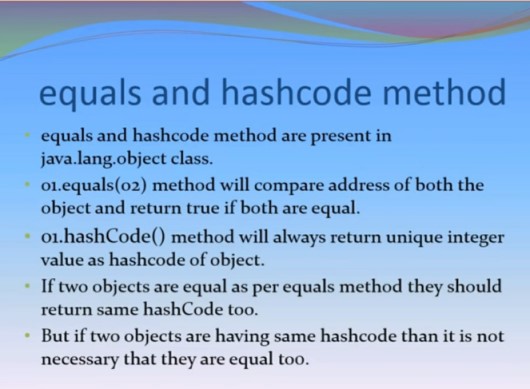 equals and hashcode method
equals and hashcode method are present in
java.lang.object class.
o1.equals(o2) method will compare address of both the
object and return true if both are equal.
o1.hashCode() method will always return unique integer
value as hashcode of object.
If two objects are equal as per equals method they should
return same hashCode too.
But if two objects are having same hashcode than it is not
necessary that they are equal too.